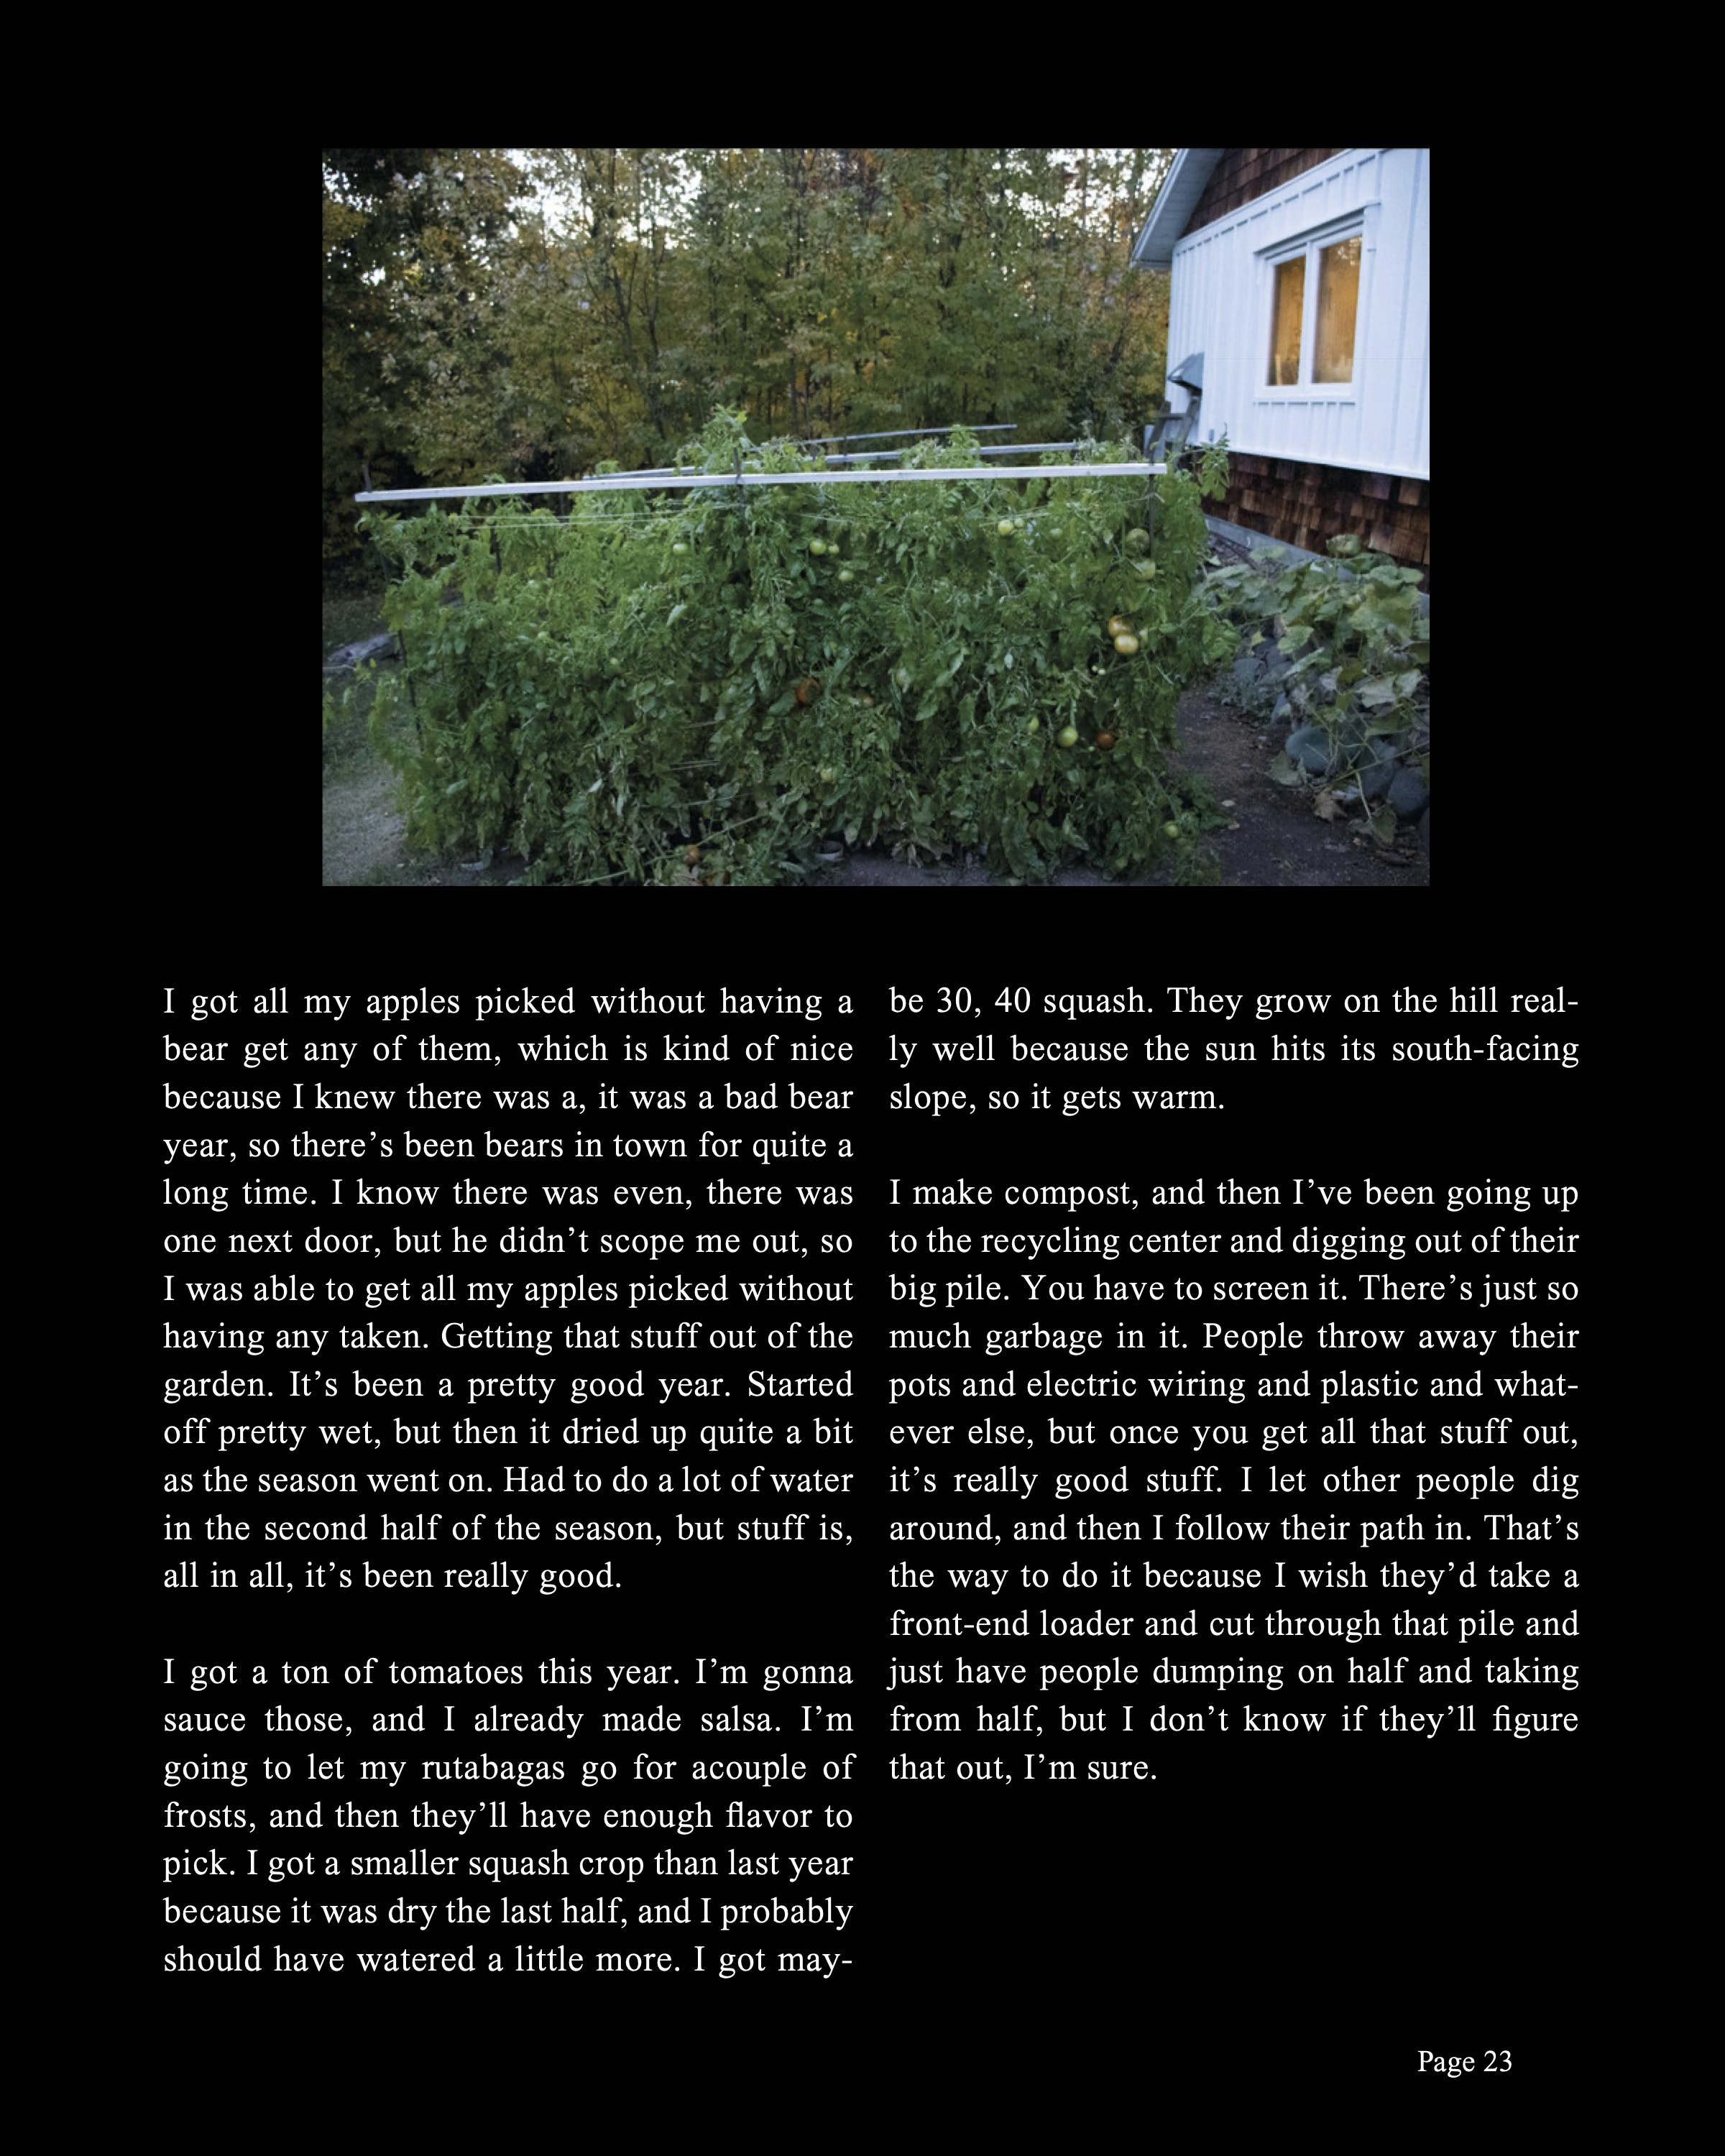 I got all my apples picked without having a
bear get any of them, which is kind of nice
because I knew there was a, it was a bad bear
year, so there’s been bears in town for quite a
long time. I know there was even, there was
one next door, but he didn’t scope me out, so
I was able to get all my apples picked without
having any taken. Getting that stuff out of the
garden. It’s been a pretty good year. Started
off pretty wet, but then it dried up quite a bit
as the season went on. Had to do a lot of water
in the second half of the season, but stuff is,
all in all, it’s been really good.
I got a ton of tomatoes this year. I’m gonna
sauce those, and I already made salsa. I’m
going to let my rutabagas go for acouple of
frosts, and then they’ll have enough flavor to
pick. I got a smaller squash crop than last year
because it was dry the last half, and I probably
should have watered a little more. I got may-
be 30, 40 squash. They grow on the hill real-
ly well because the sun hits its south-facing
slope, so it gets warm.
I make compost, and then I’ve been going up
to the recycling center and digging out of their
big pile. You have to screen it. There’s just so
much garbage in it. People throw away their
pots and electric wiring and plastic and what-
ever else, but once you get all that stuff out,
it’s really good stuff. I let other people dig
around, and then I follow their path in. That’s
the way to do it because I wish they’d take a
front-end loader and cut through that pile and
just have people dumping on half and taking
from half, but I don’t know if they’ll figure
that out, I’m sure.
Page 23